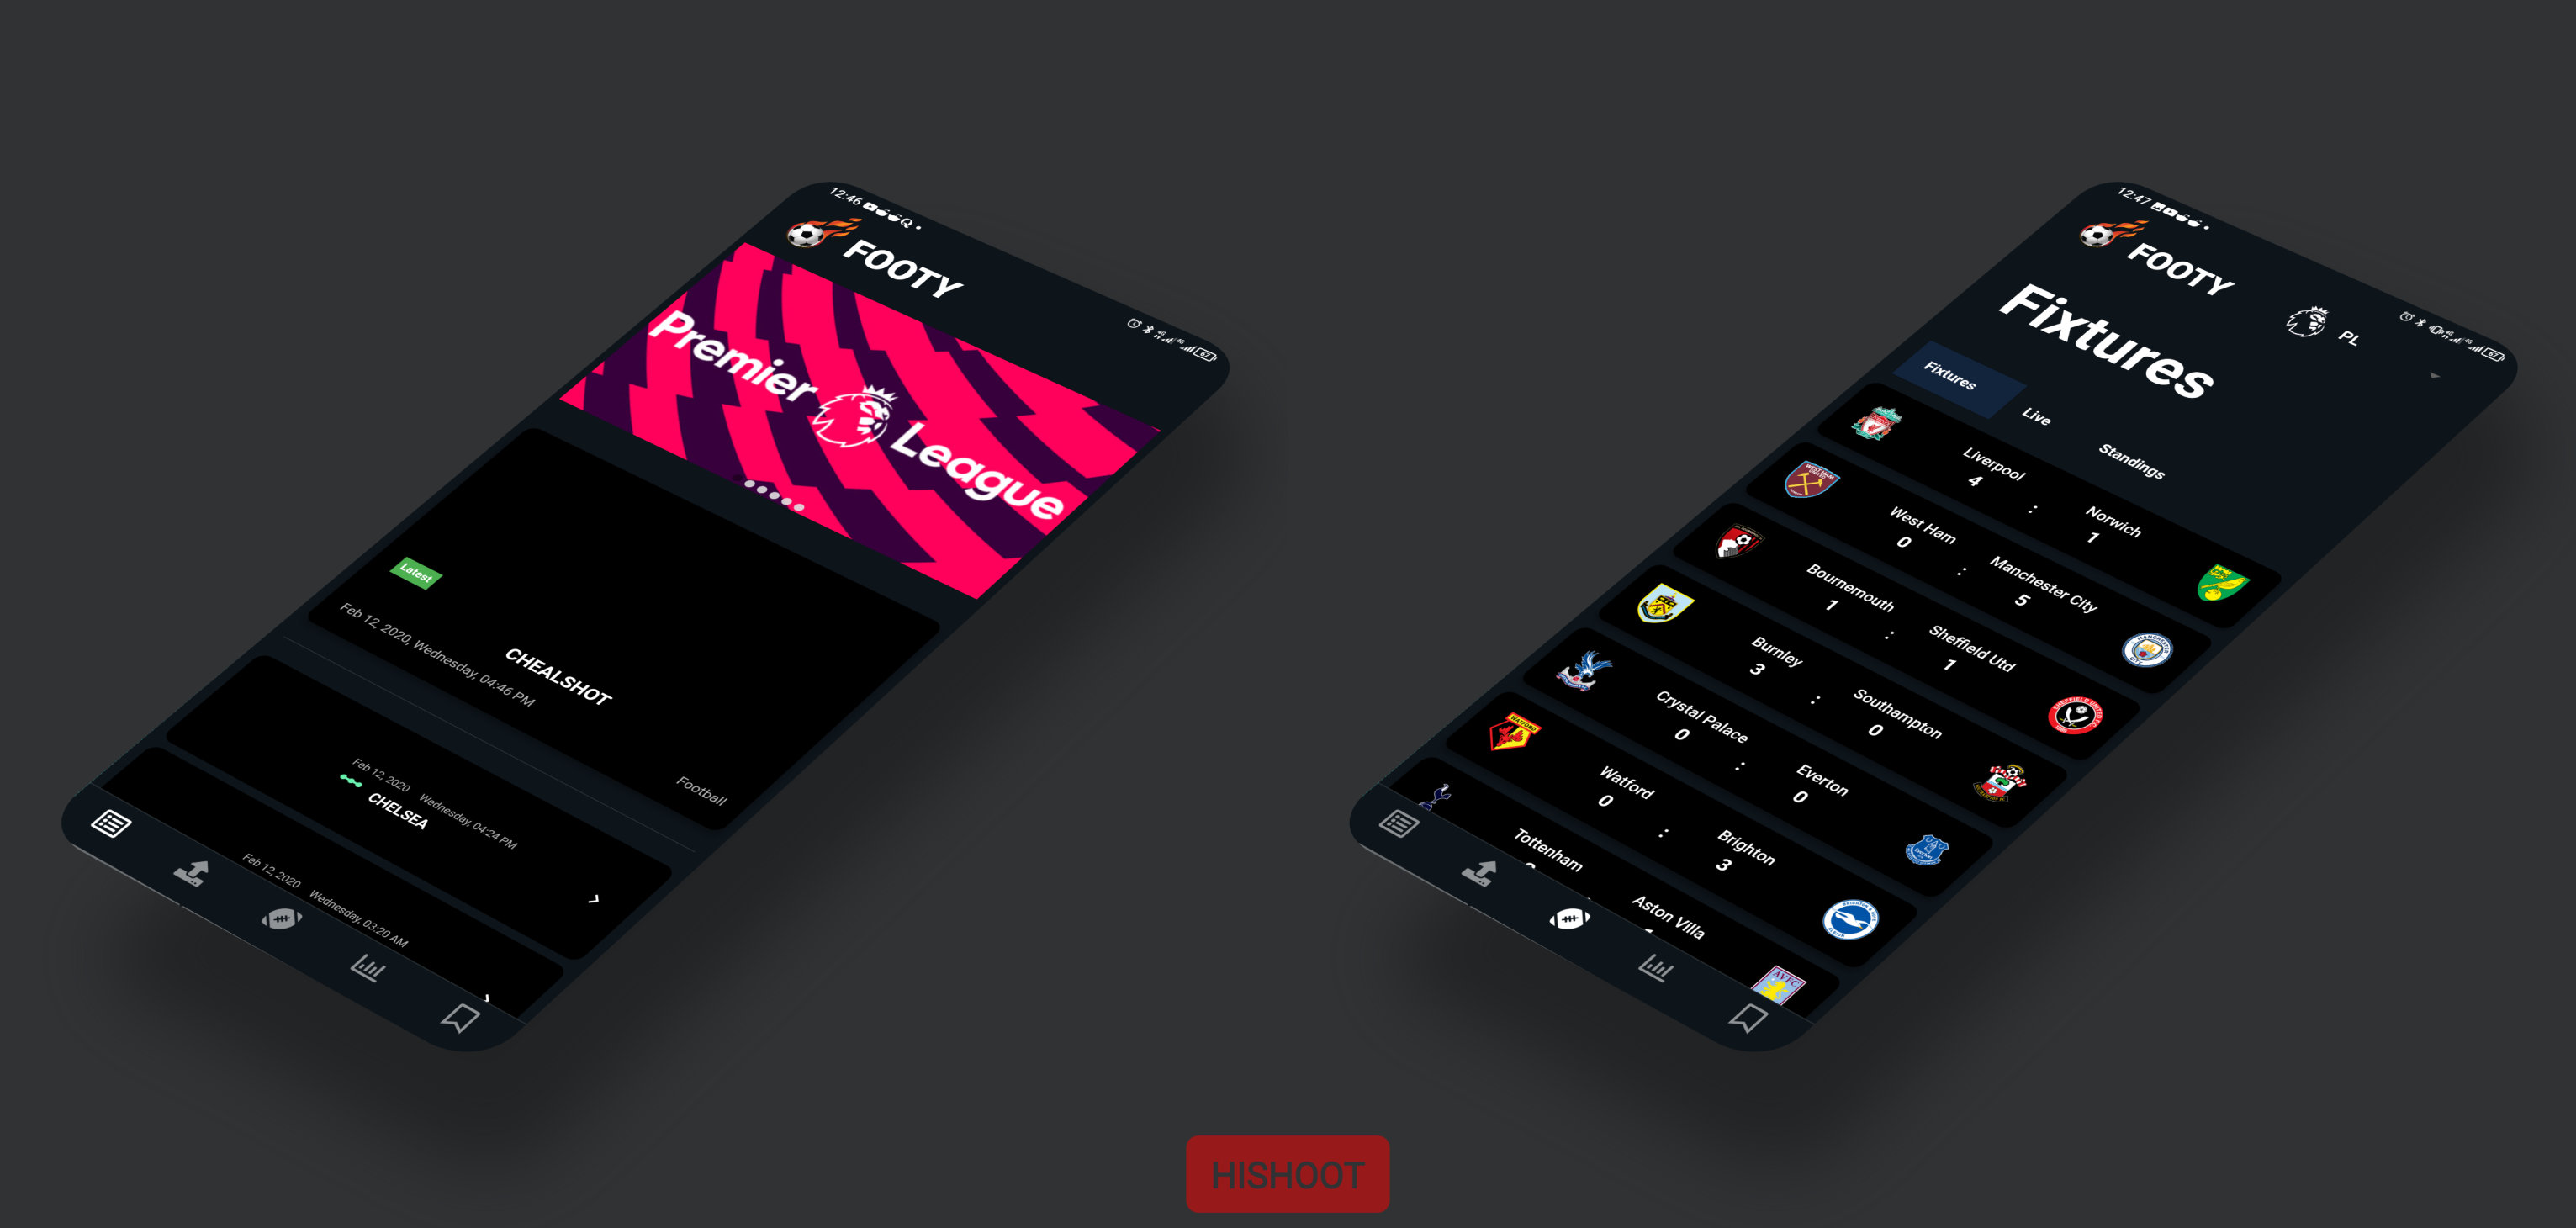 12:46
FOOTY
67
Premier League
Latest
Feb 12, 2020, Wednesday, 04:46 PM
CHEALSHOT
Football
Feb 12, 2020 Wednesday, 04:24 PM
CHELSEA
Feb 12, 2020 Wednesday, 03:20 AM
12:47
FOOTY
PL
67
Fixtures
Fixtures Live Standings
Liverpool Norwich
4 : 1
West Ham Manchester City
0 : 5
Bournemouth Sheffield Utd
1 : 1
Burnley Southampton
3 : 0
Crystal Palace Everton
0 : 0
Watford Brighton
0 : 3
Tottenham Aston Villa
HISHOOT